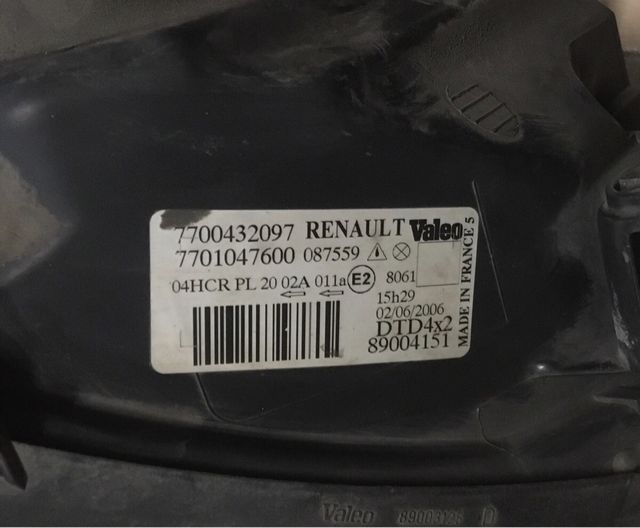 7700432097 RENAULT Valeo
7701047600 087559
04HCR PL 20 02A 011a E2 8061
15h29
02/06/2006
DTD4x2
89004151
MADE IN FRANCE 5
Valeo D